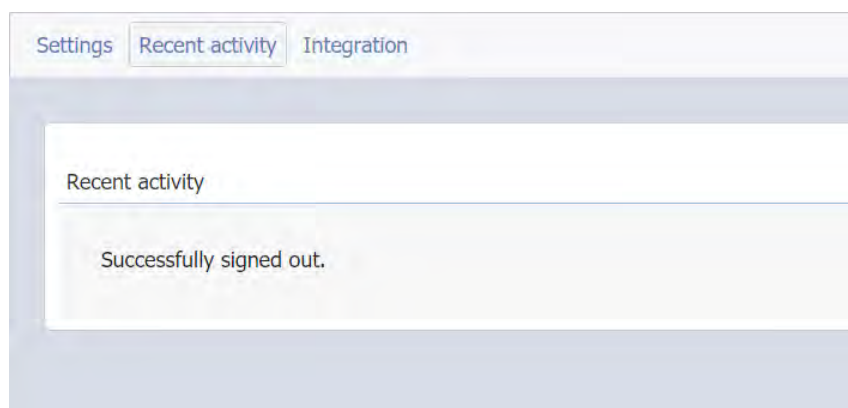 Settings Recent activity Integration
Recent activity
Successfully signed out.